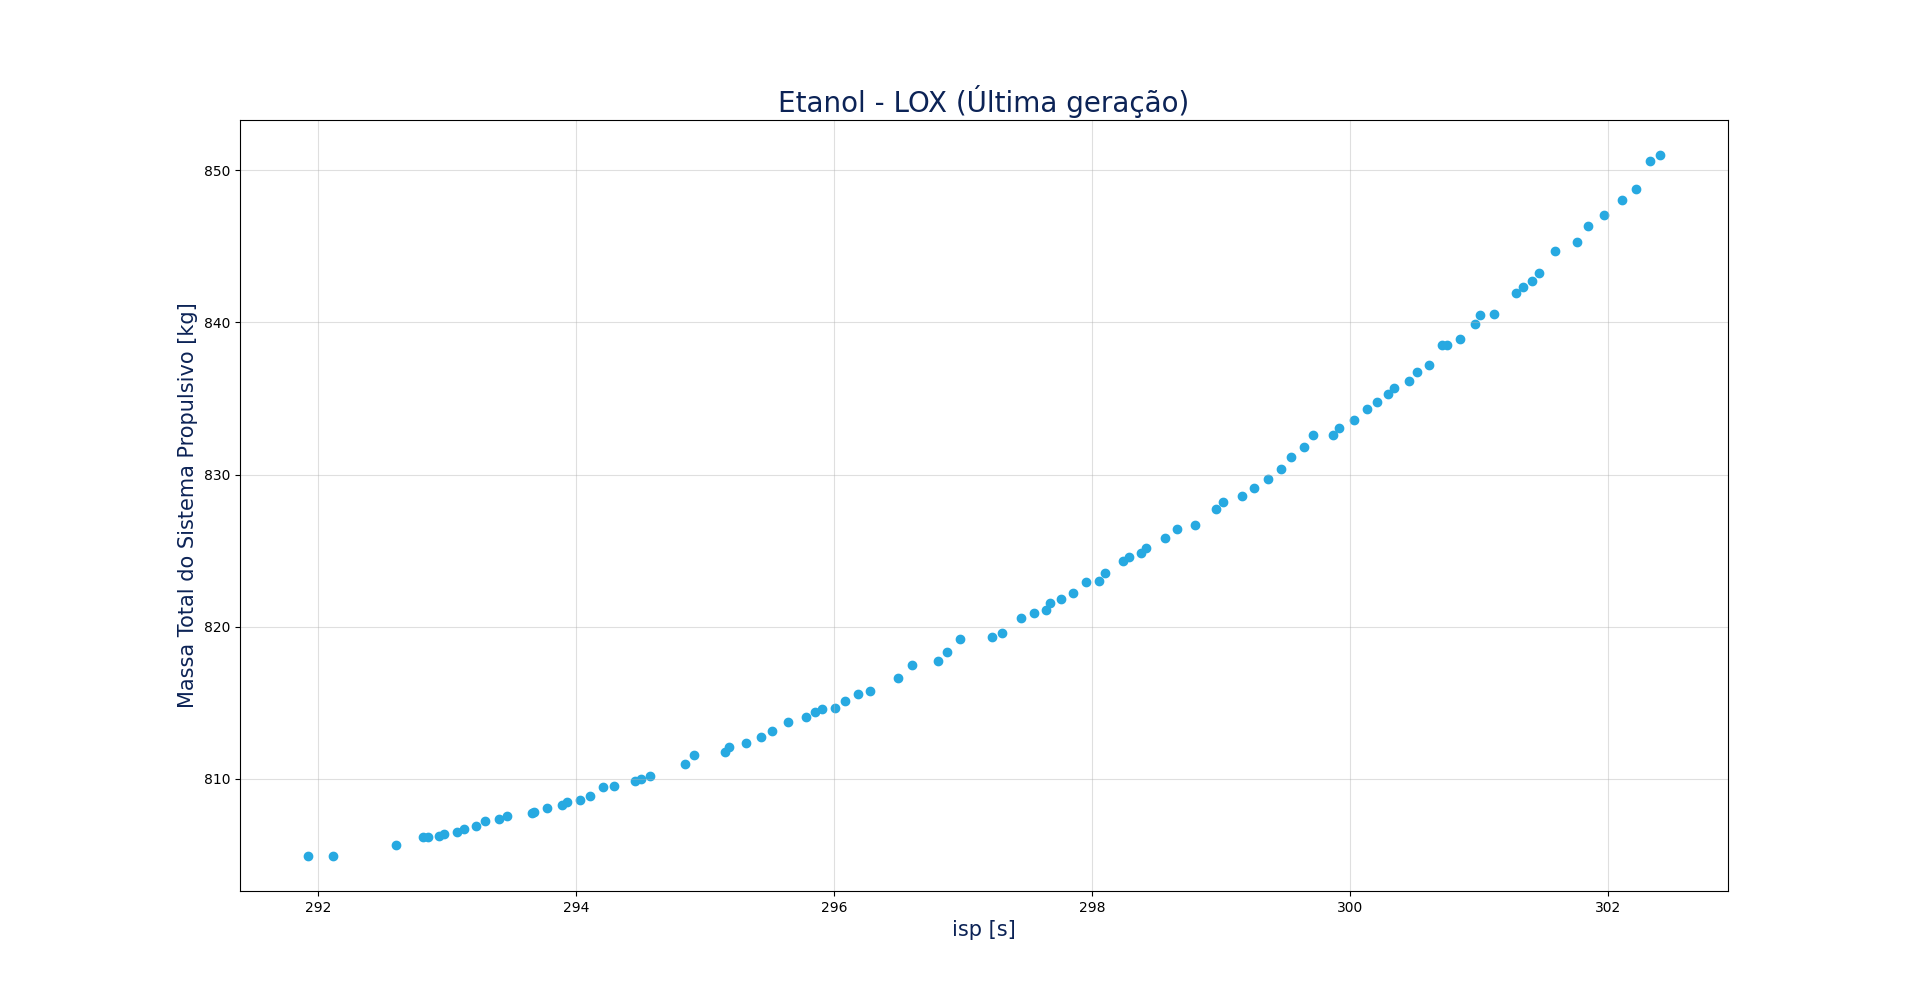 Etanol - LOX (Última geração)
Massa Total do Sistema Propulsivo [kg]
850
840
830
820
810
292 294 296 298 300 302
isp [s]